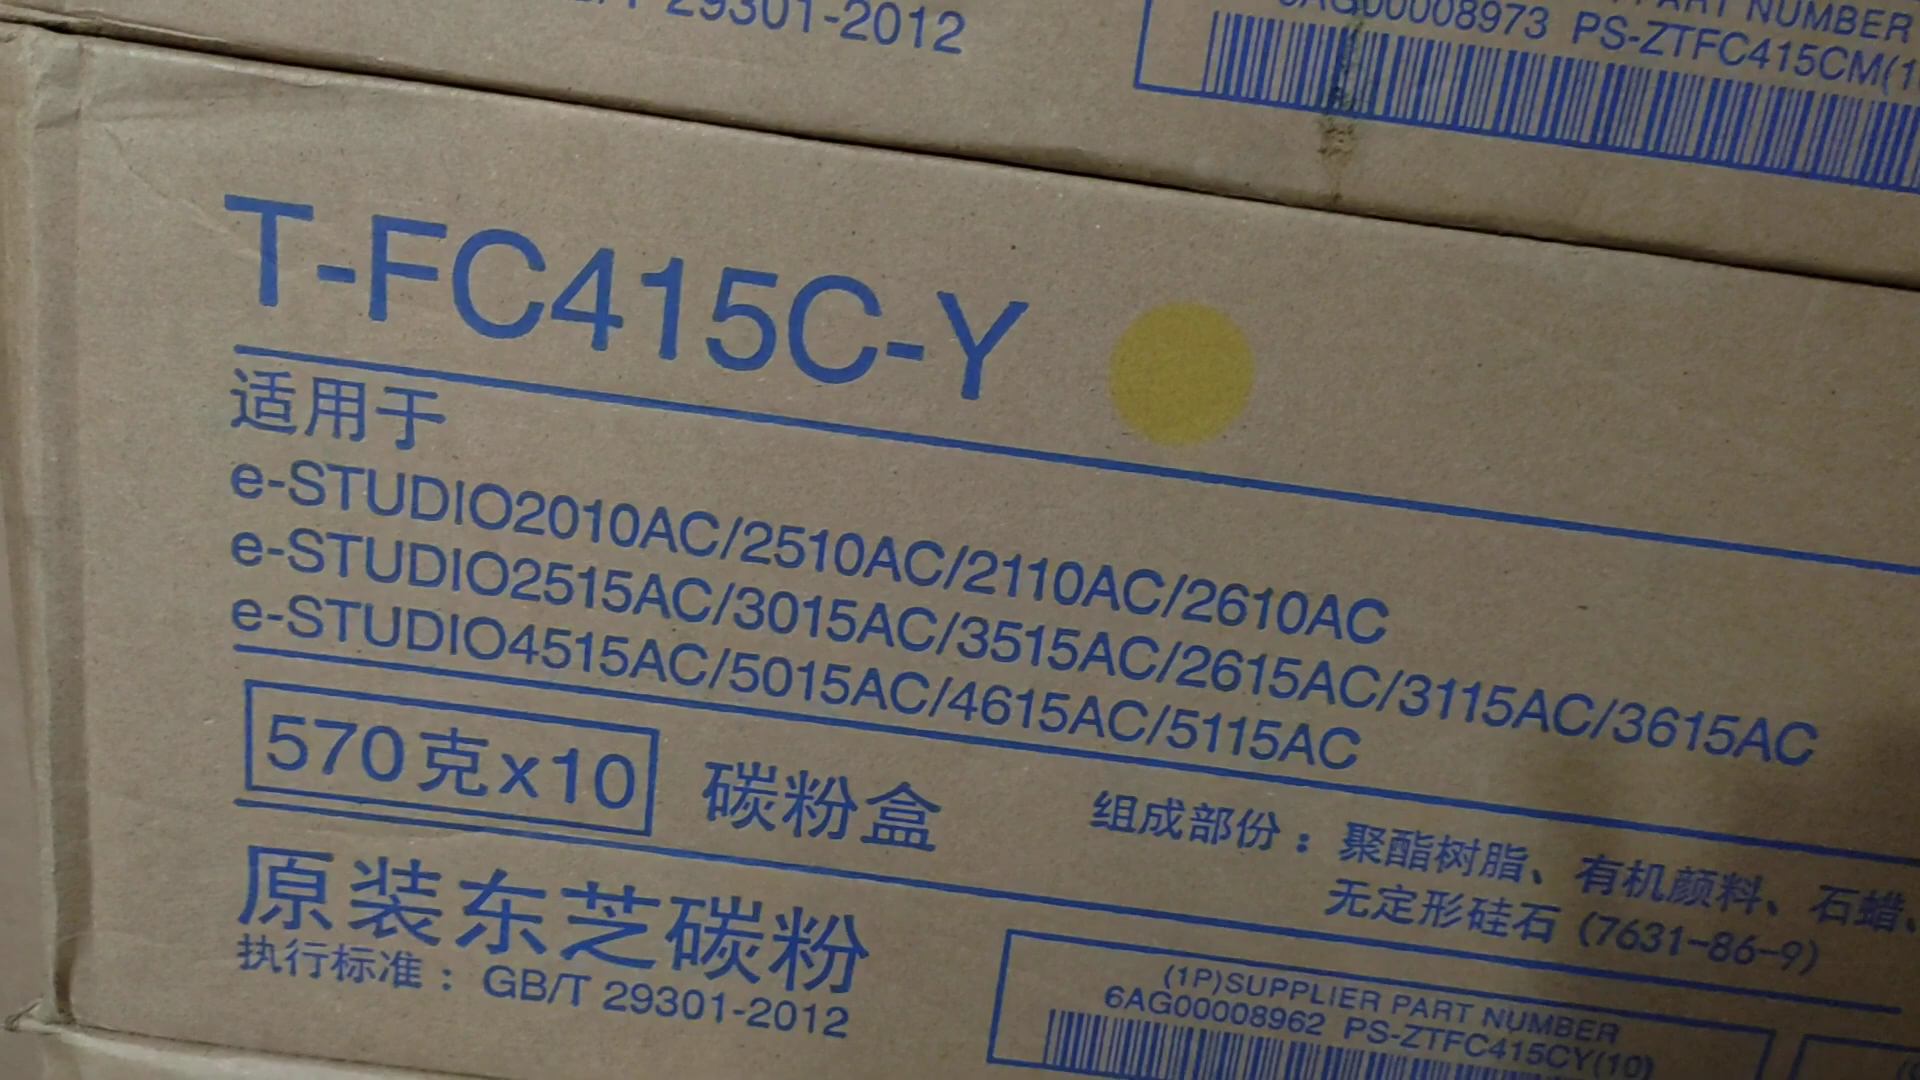 29301-2012
PART NUMBER
6AG00008973 PS-ZTFC415CM(1
T-FC415C-Y
适用于
e-STUDIO2010AC/2510AC/2110AC/2610AC
e-STUDIO2515AC/3015AC/3515AC/2615AC/3115AC/3615AC
e-STUDIO4515AC/5015AC/4615AC/5115AC
570克x10
碳粉盒
组成部份：聚酯树脂、有机颜料、石蜡、
无定形硅石 (7631-86-9)
原装东芝碳粉
执行标准：GB/T 29301-2012
(1P)SUPPLIER PART NUMBER
6AG00008962 PS-ZTFC415CY(10)